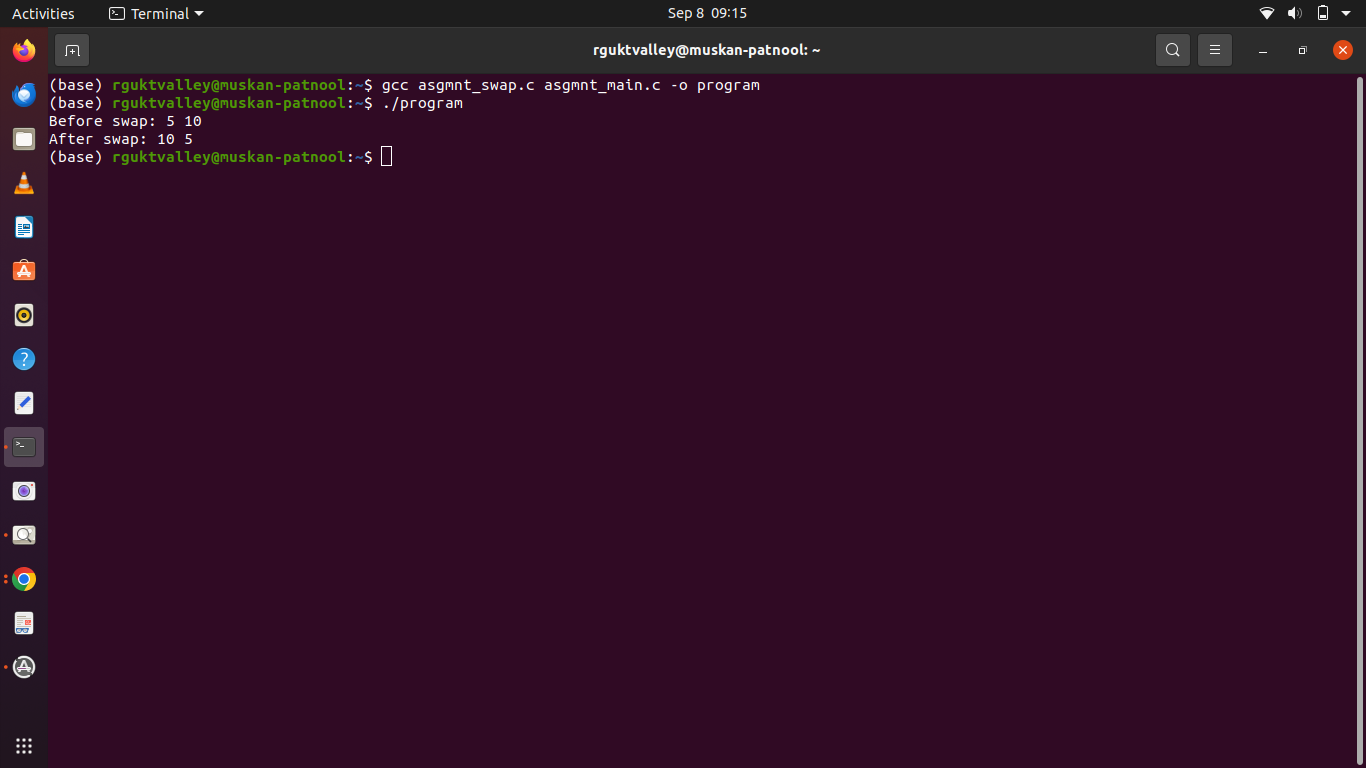 Activities
Terminal
Sep 8 09:15
rguktvalley@muskan-patnool: ~
(base) rguktvalley@muskan-patnool:~$ gcc asgmnt_swap.c asgmnt_main.c -o program
(base) rguktvalley@muskan-patnool:~$ ./program
Before swap: 5 10
After swap: 10 5
(base) rguktvalley@muskan-patnool:~$